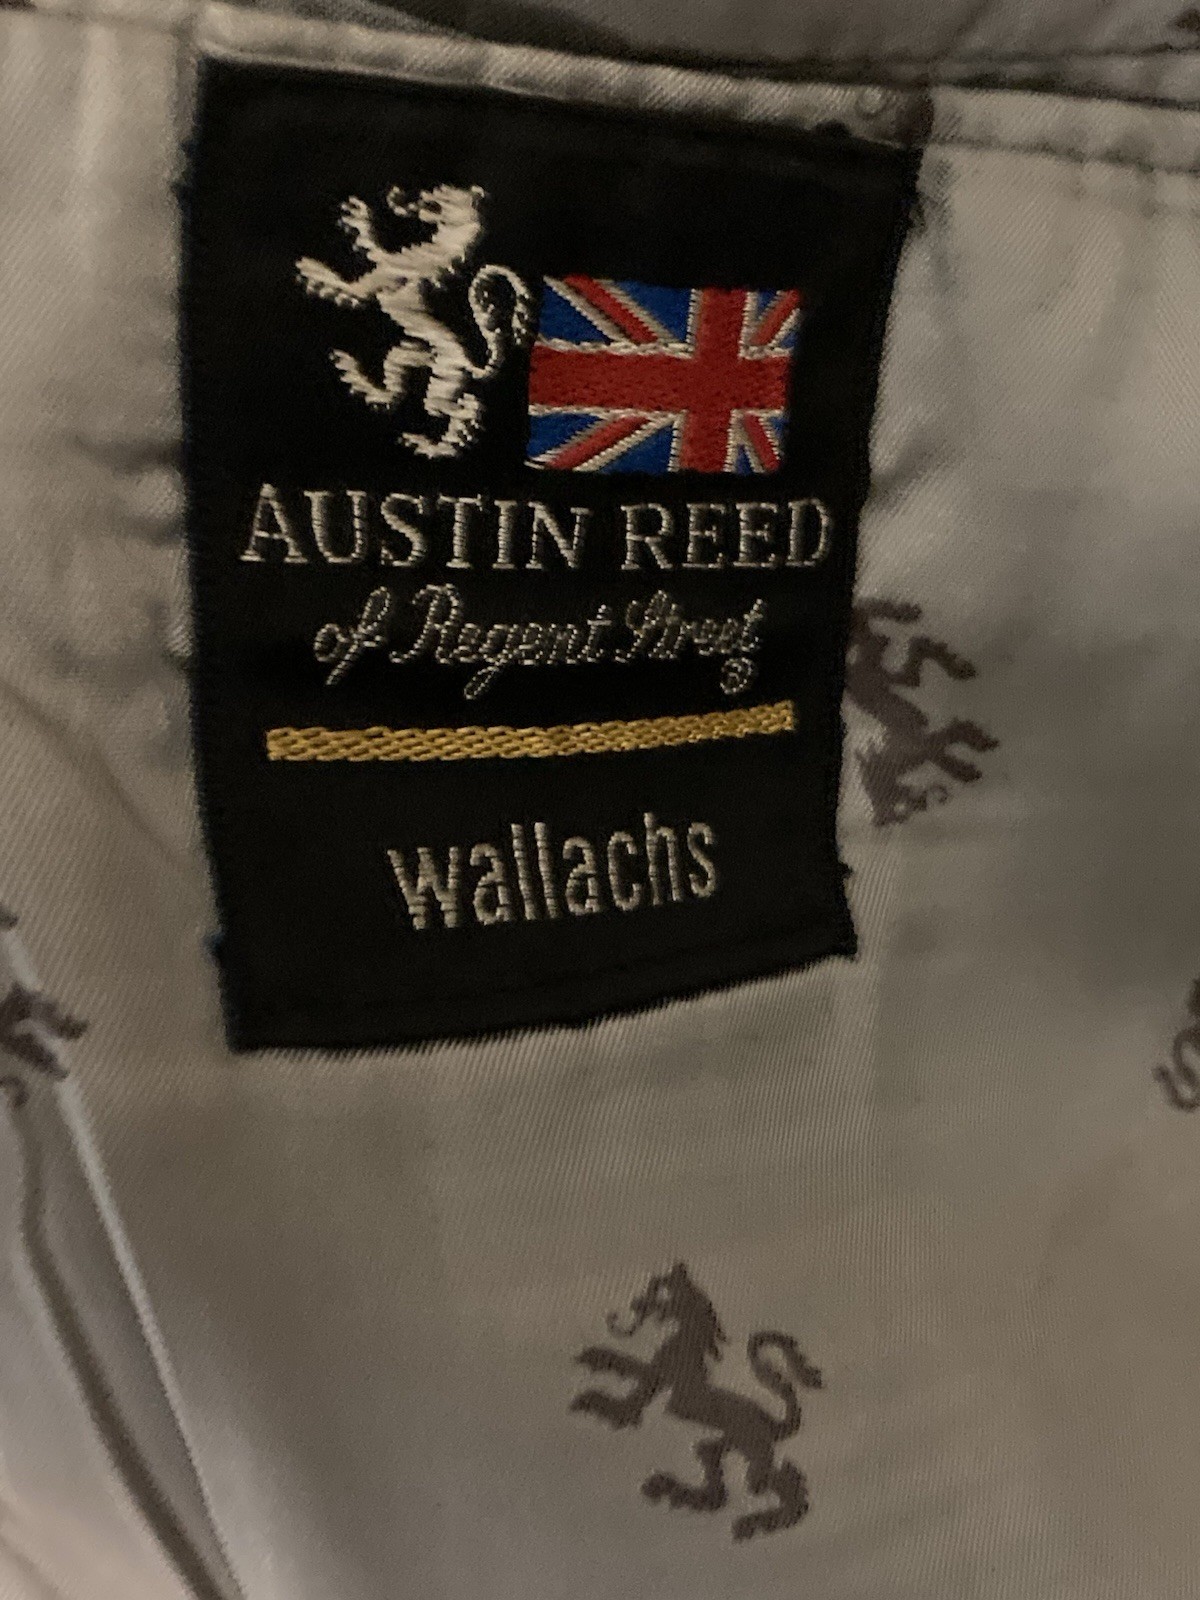 AUSTIN REED
of Regent Street
®
wallachs